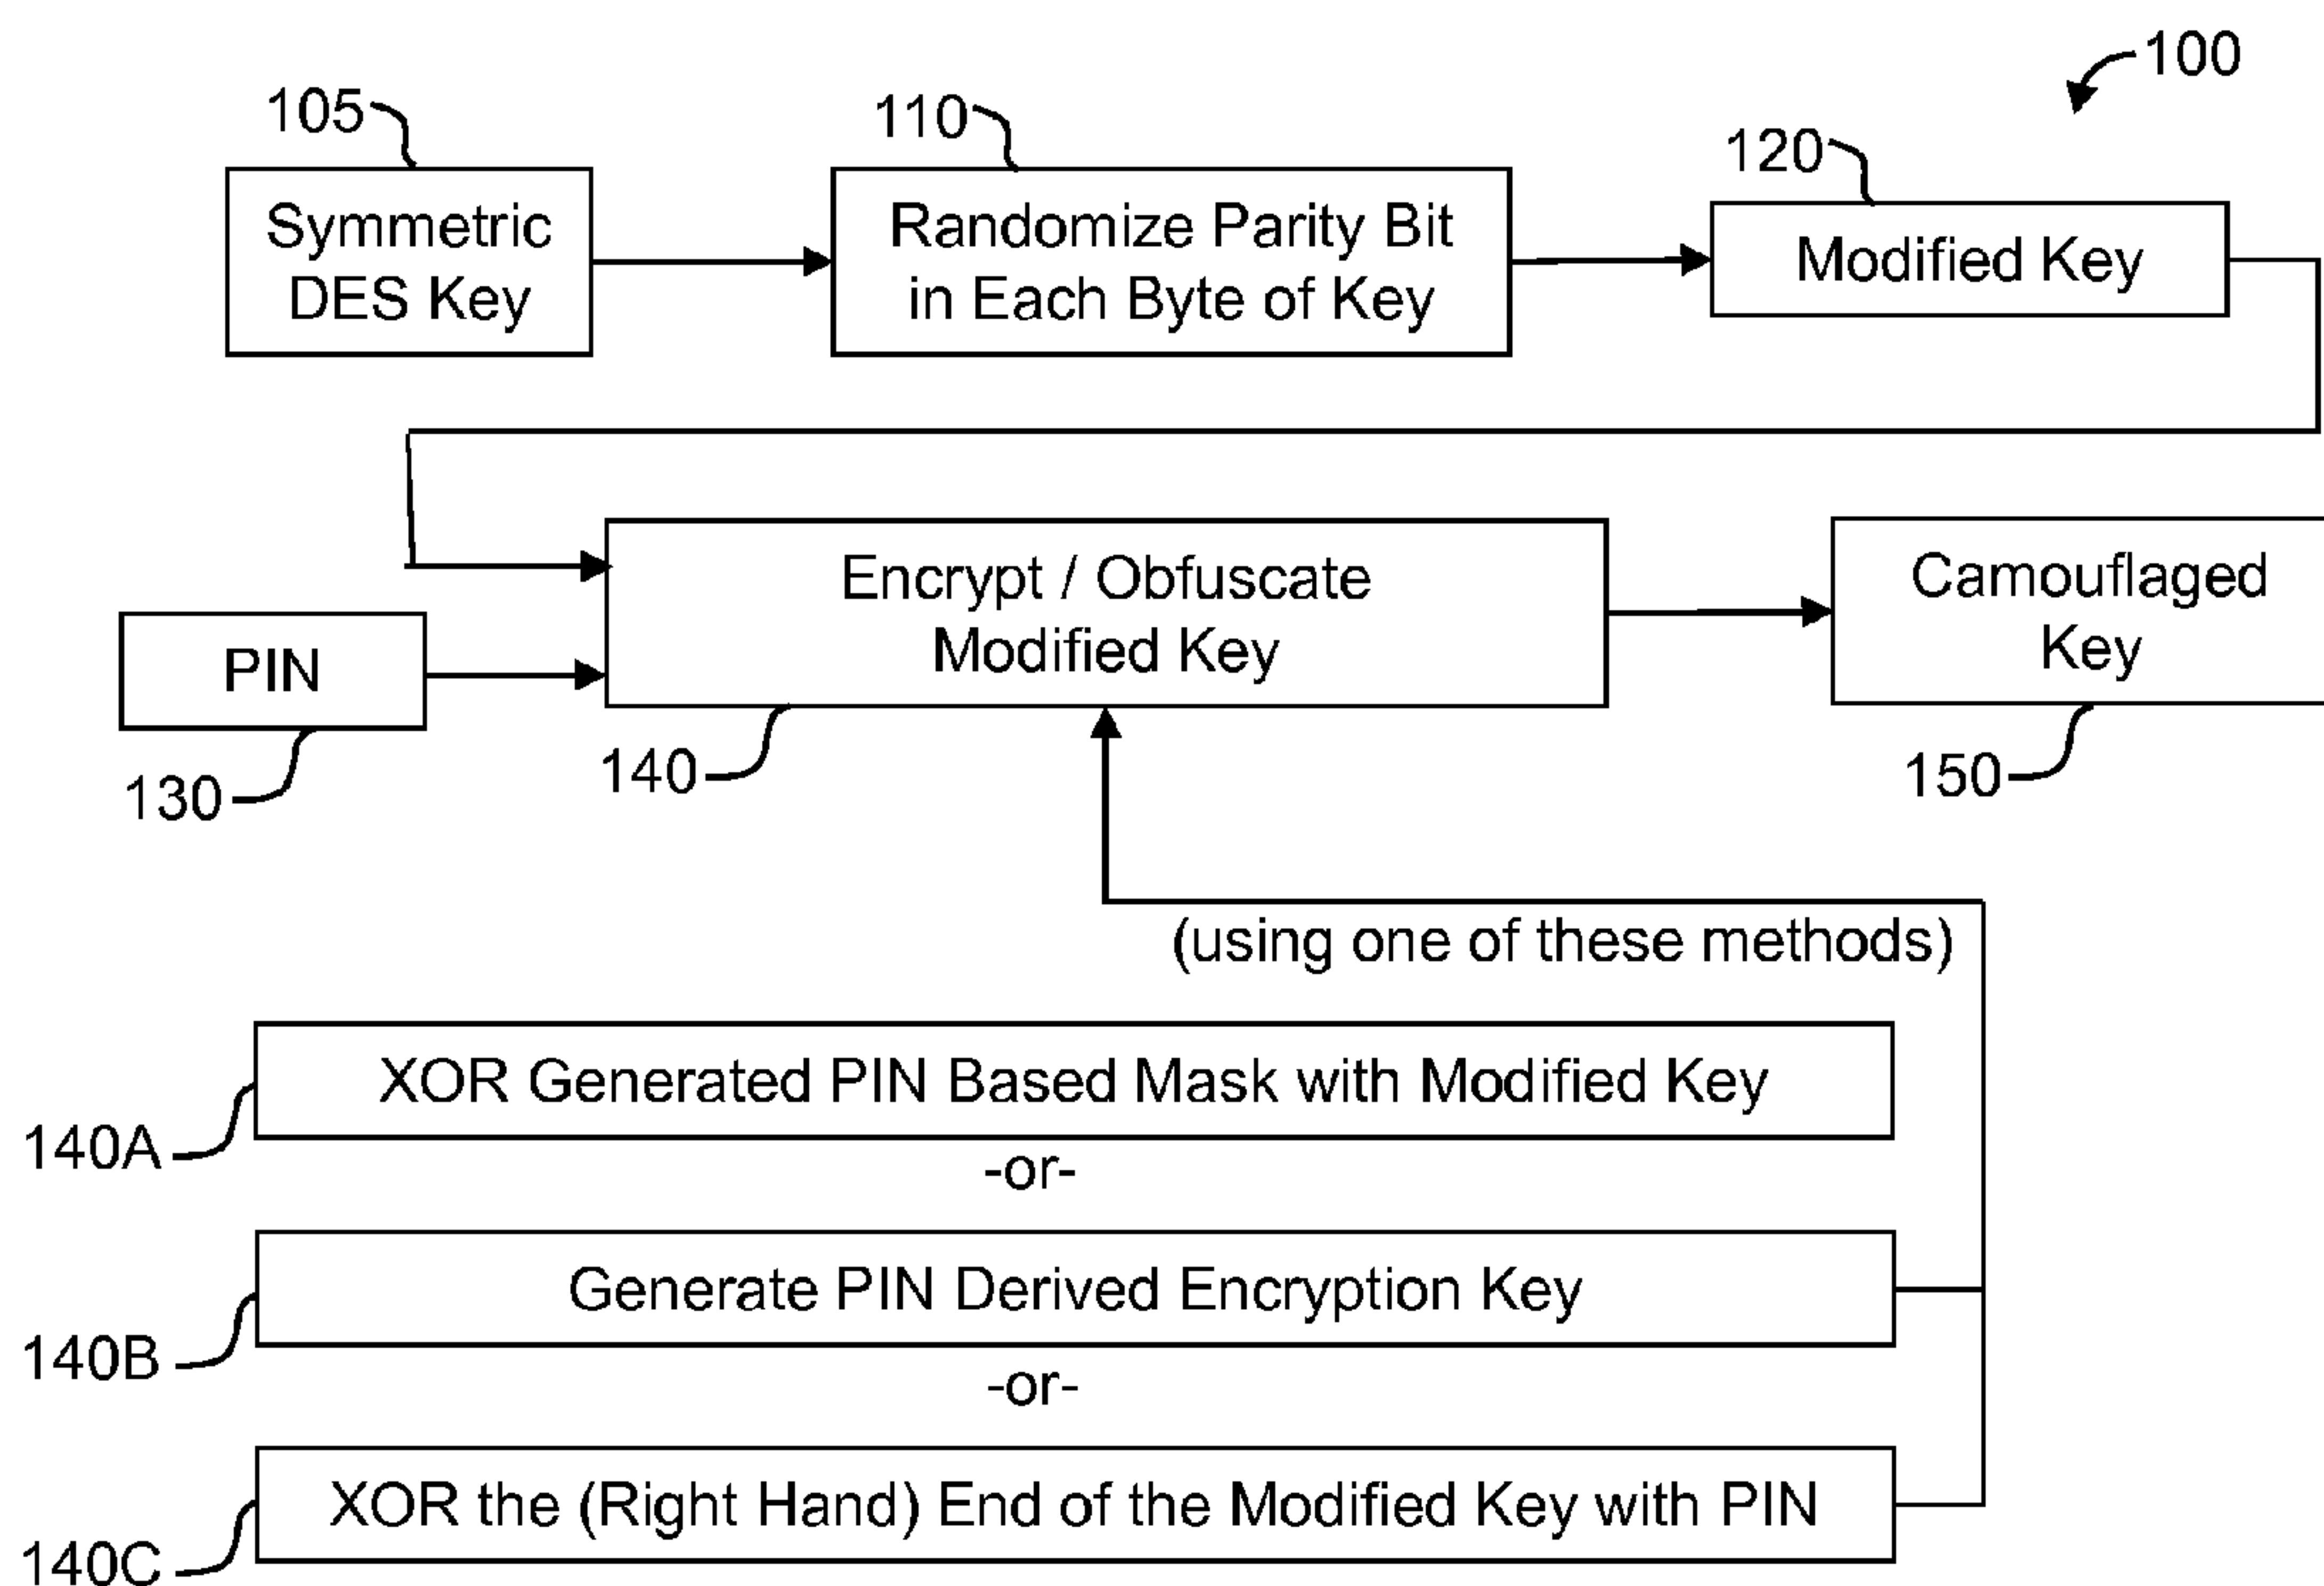 100
105
110
120
Symmetric
DES Key
Randomize Parity Bit
in Each Byte of Key
Modified Key
Encrypt / Obfuscate
Modified Key
Camouflaged
Key
PIN
130
140
150
(using one of these methods)
XOR Generated PIN Based Mask with Modified Key
140A
-or-
Generate PIN Derived Encryption Key
140B
-or-
XOR the (Right Hand) End of the Modified Key with PIN
140C